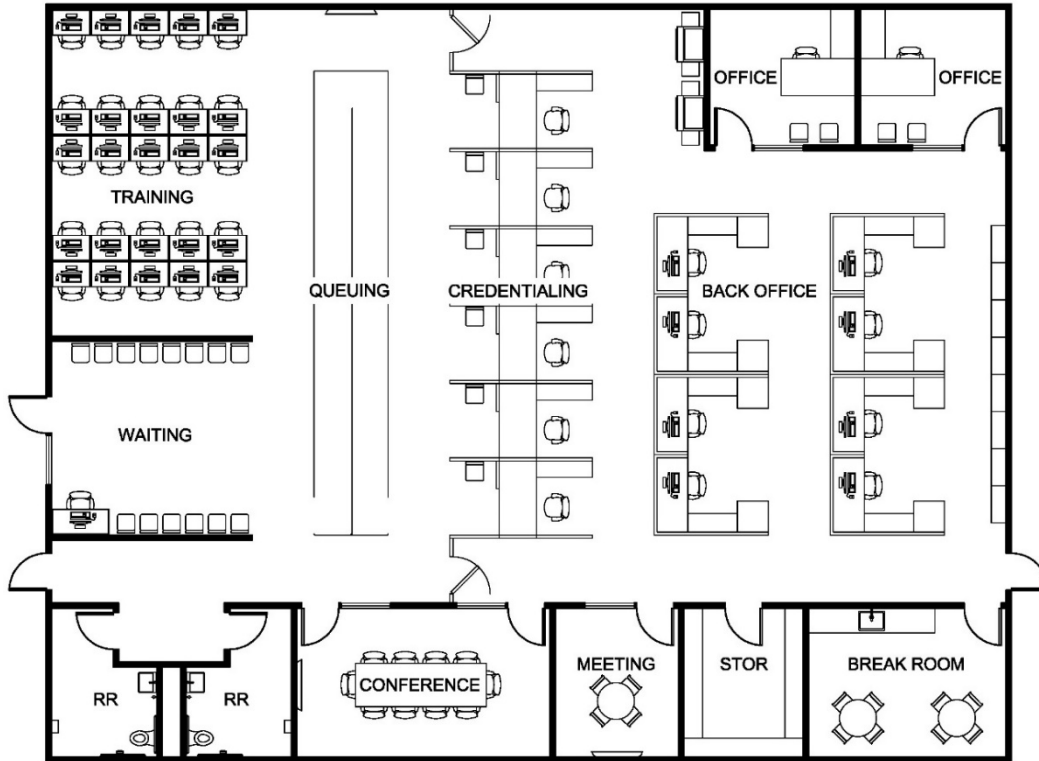 OFFICE
OFFICE
TRAINING
QUEUING
CREDENTIALING
BACK OFFICE
WAITING
RR
RR
CONFERENCE
MEETING
STOR
BREAK ROOM